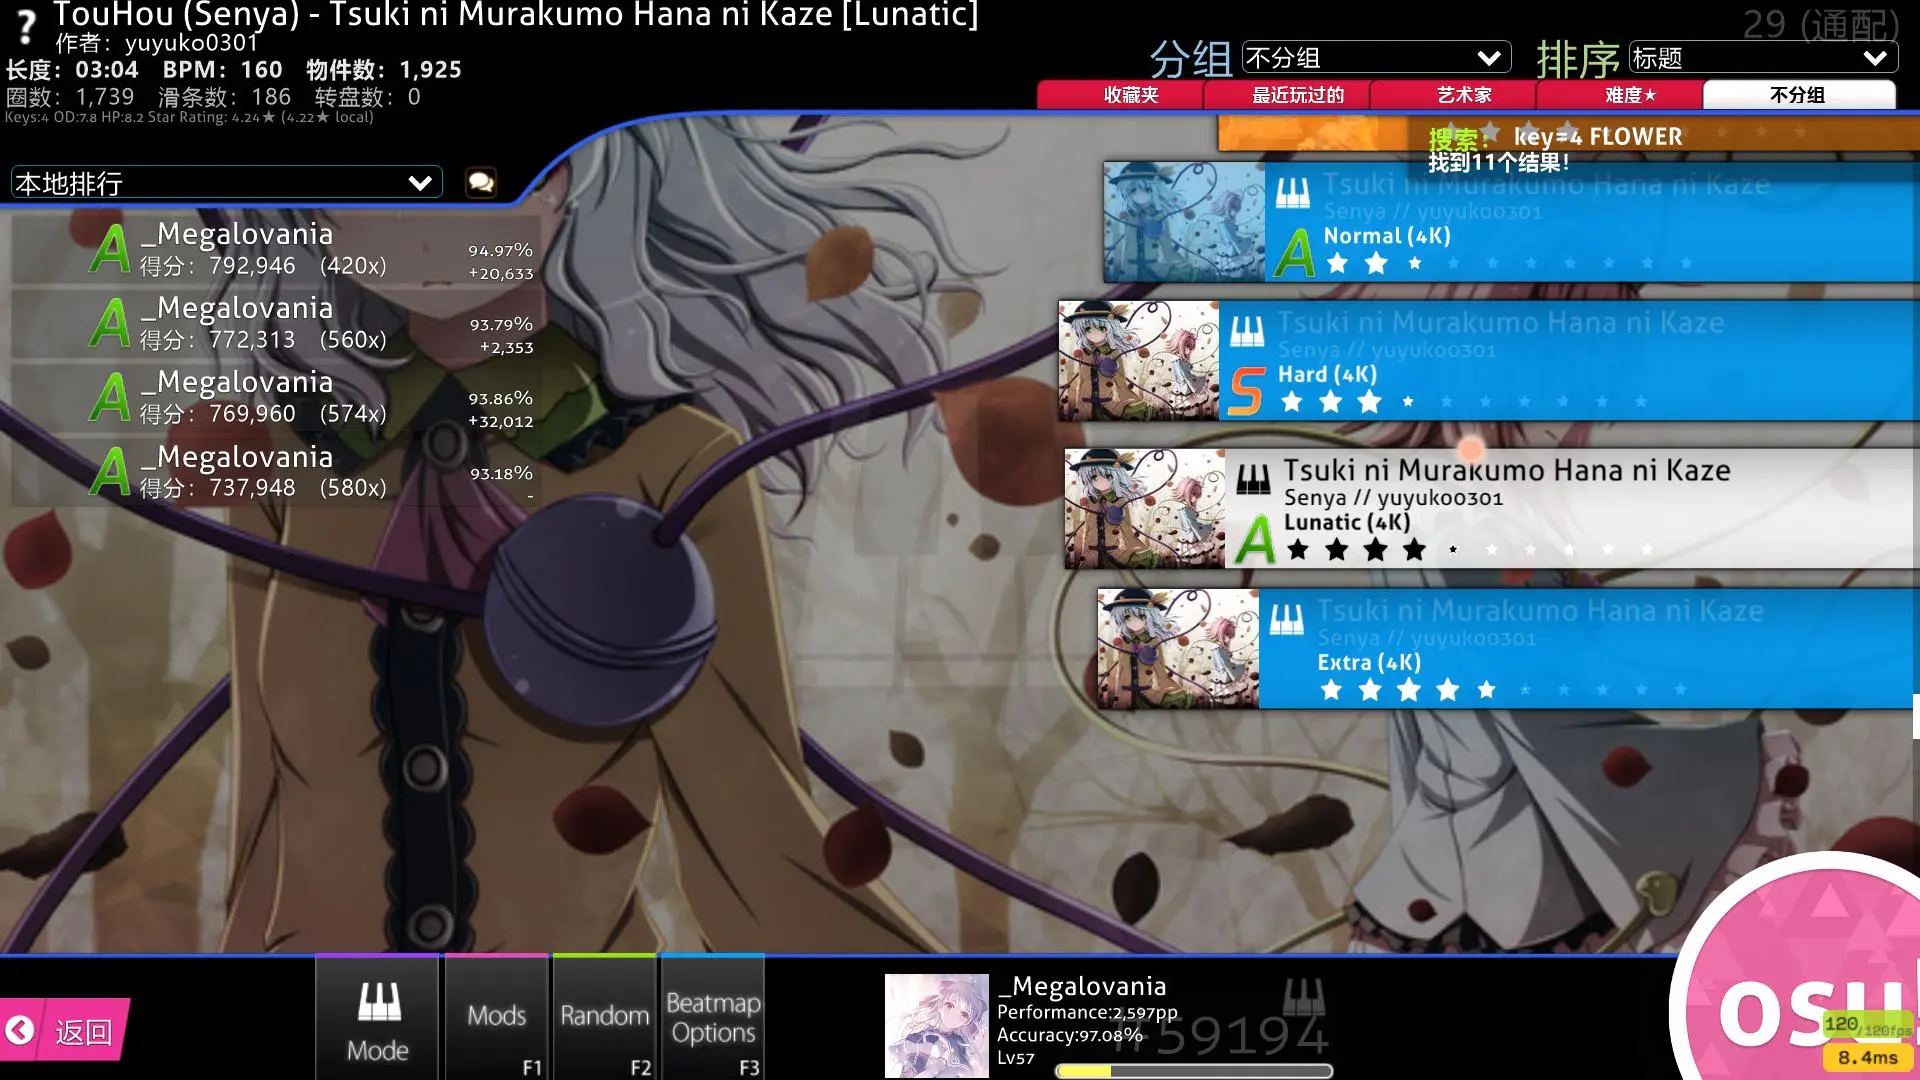 TouHou (Senya) - Tsuki ni Murakumo Hana ni Kaze [Lunatic]
作者: yuyuko0301
长度: 03:04 BPM: 160 物件数: 1,925
圈数: 1,739 滑条数: 186 转盘数: 0
Keys:4 OD:7.8 HP:8.2 Star Rating: 4.24★ (4.22★ local)
29 (通配)
分组 不分组
排序 标题
收藏夹 最近玩过的 艺术家 难度★ 不分组
搜索: key=4 FLOWER
找到11个结果!
本地排行
A _Megalovania
得分: 792,946 (420x)
94.97%
+20,633
A _Megalovania
得分: 772,313 (560x)
93.79%
+2,353
A _Megalovania
得分: 769,960 (574x)
93.86%
+32,012
A _Megalovania
得分: 737,948 (580x)
93.18%
-
Tsuki ni Murakumo Hana ni Kaze
Senya // yuyuko0301
A Normal (4K)
Tsuki ni Murakumo Hana ni Kaze
Senya // yuyuko0301
S Hard (4K)
Tsuki ni Murakumo Hana ni Kaze
Senya // yuyuko0301
A Lunatic (4K)
Tsuki ni Murakumo Hana ni Kaze
Senya // yuyuko0301
Extra (4K)
返回
Mode
Mods
F1
Random
F2
Beatmap
Options
F3
_Megalovania
Performance:2,597pp
Accuracy:97.08%
Lv57
#59194
osu
120/120fps
8.4ms